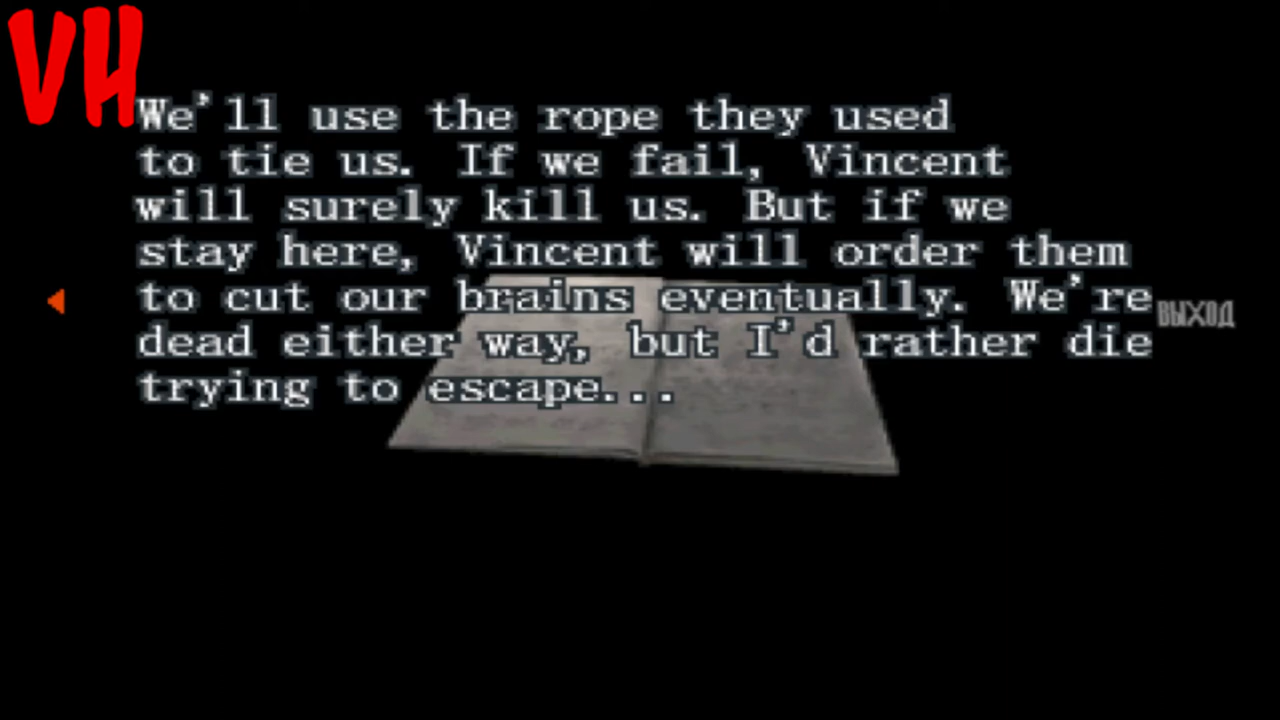 VH
We'll use the rope they used
to tie us. If we fail, Vincent
will surely kill us. But if we
stay here, Vincent will order them
to cut our brains eventually. We're
dead either way, but I'd rather die
trying to escape...
ВЫХОД